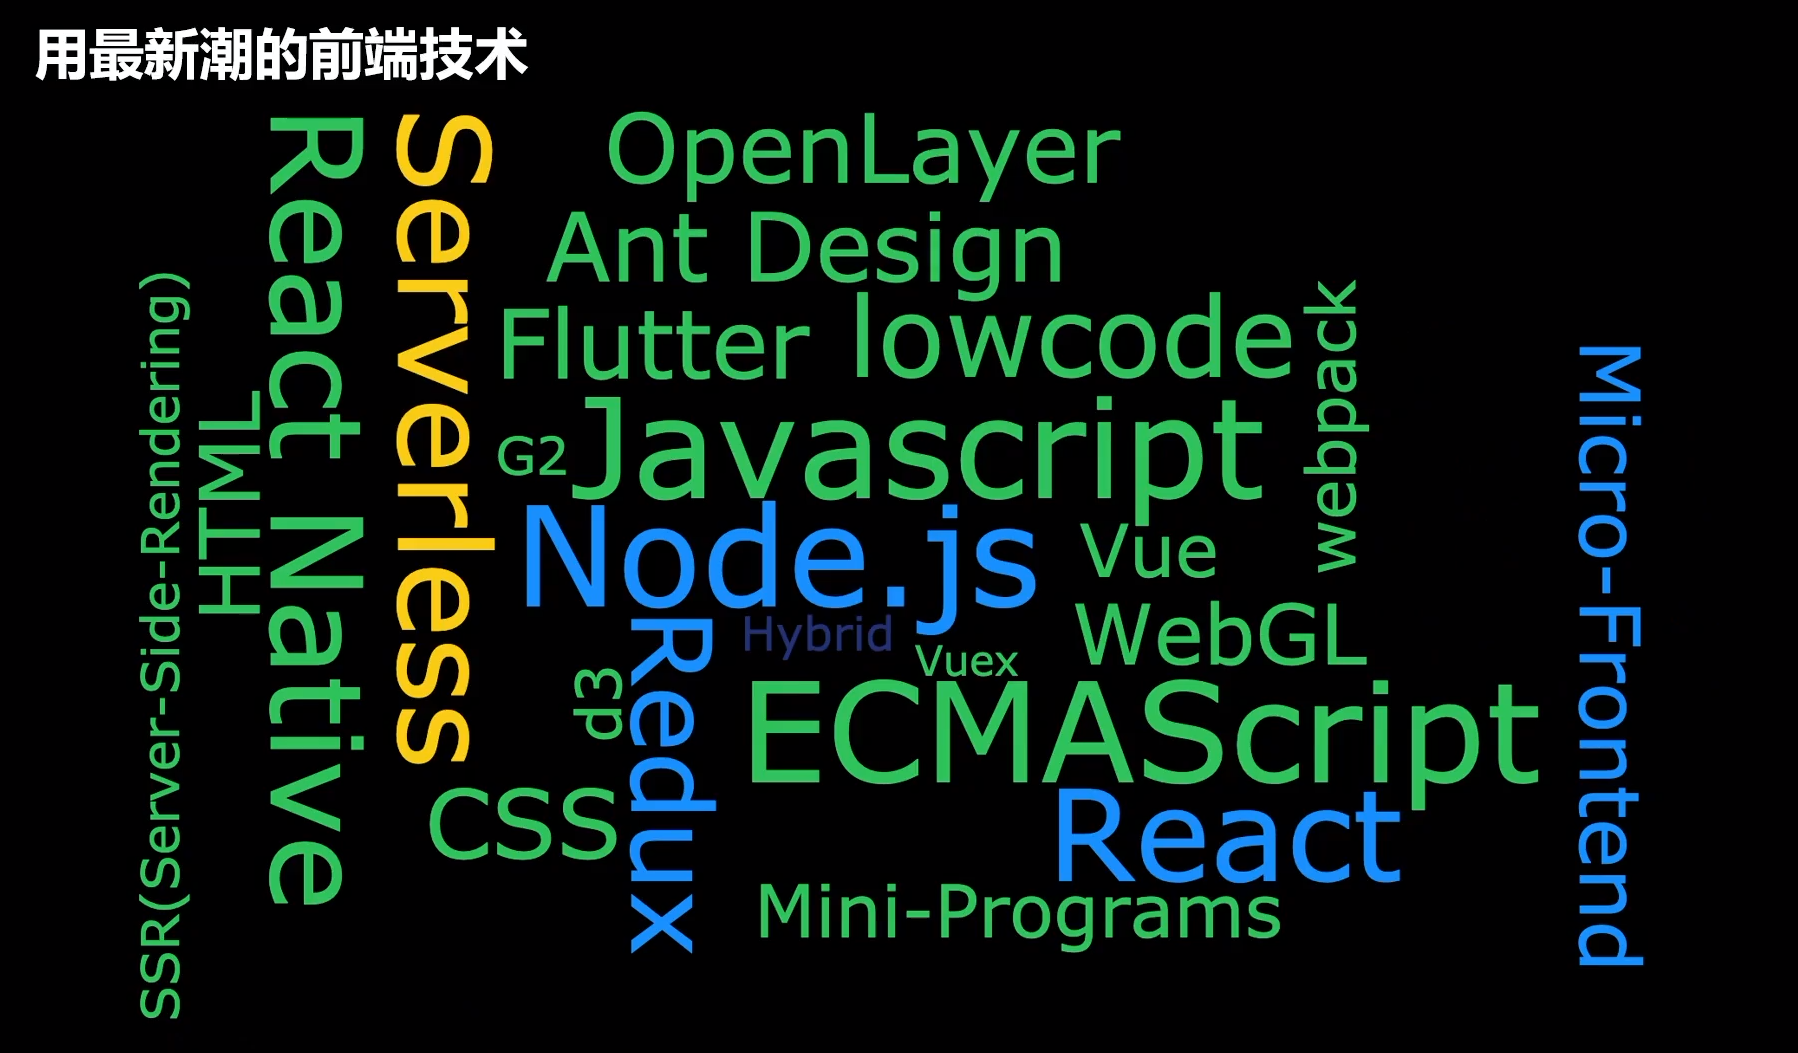 用最新潮的前端技术
OpenLayer
Ant Design
Flutter
lowcode
Serverless
React Native
SSR(Server-Side-Rendering)
HTML
webpack
Micro-Frontend
G2
Javascript
Node.js
Vue
Hybrid
WebGL
Vuex
Redux
d3
ECMAScript
CSS
React
Mini-Programs